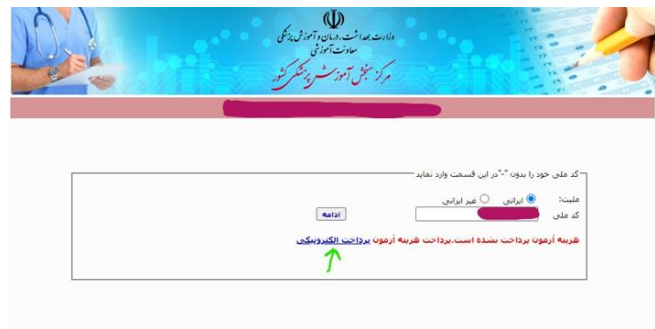 وزارت بهداشت، درمان و آموزش پزشکی
معاونت آموزشی
مرکز سنجش آموزش پزشکی کشور
کد ملی خود را بدون "-"در این قسمت وارد نماید
ملیت: ایرانی غیر ایرانی
کد ملی ادامه
هزینه آزمون پرداخت نشده است.پرداخت هزینه آزمون پرداخت الکترونیکی